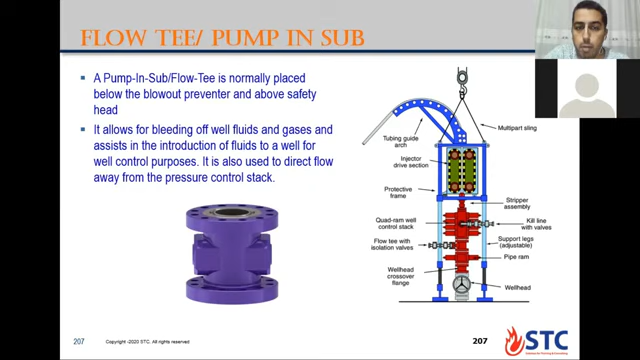 FLOW TEE/ PUMP IN SUB
▪ A Pump-In-Sub/Flow-Tee is normally placed
below the blowout preventer and above safety
head
▪ It allows for bleeding off well fluids and gases and
assists in the introduction of fluids to a well for
well control purposes. It is also used to direct flow
away from the pressure control stack.
Tubing guide
arch
Multipart sling
Injector
drive section
Protective
frame
Stripper
assembly
Quad-ram well
control stack
Kill line
with valves
Flow tee with
isolation valves
Support legs
(adjustable)
Pipe ram
Wellhead
crossover
flange
Wellhead
207
Copyright -2020 STC, All rights reserved
207
STC